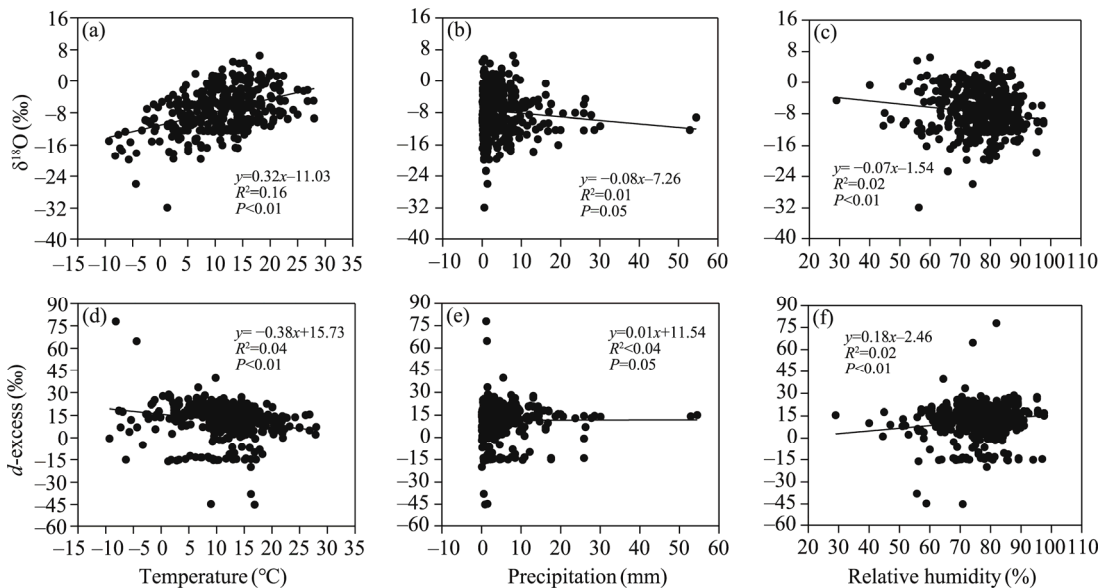 (a)
(b)
(c)
16
8
0
−8
−16
−24
−32
−40
δ¹⁸O (‰)
y=0.32x−11.03
R²=0.16
P<0.01
−15 −10 −5 0 5 10 15 20 25 30 35
16
8
0
−8
−16
−24
−32
−40
y= −0.08x−7.26
R²=0.01
P=0.05
−10 0 10 20 30 40 50 60
16
8
0
−8
−16
−24
−32
−40
y= −0.07x−1.54
R²=0.02
P<0.01
20 30 40 50 60 70 80 90 100 110
(d)
(e)
(f)
90
75
60
45
30
15
0
−15
−30
−45
−60
d-excess (‰)
y= −0.38x+15.73
R²=0.04
P<0.01
−15 −10 −5 0 5 10 15 20 25 30 35
Temperature (℃)
90
75
60
45
30
15
0
−15
−30
−45
−60
y=0.01x+11.54
R²<0.04
P=0.05
−10 0 10 20 30 40 50 60
Precipitation (mm)
90
75
60
45
30
15
0
−15
−30
−45
−60
y=0.18x−2.46
R²=0.02
P<0.01
20 30 40 50 60 70 80 90 100 110
Relative humidity (%)